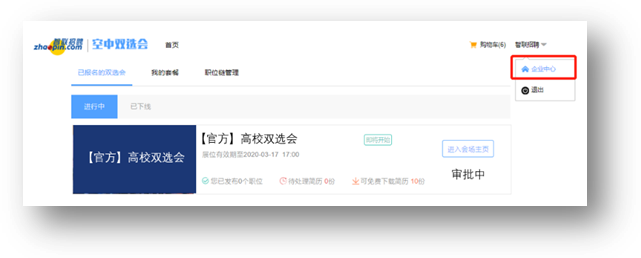 智联招聘
zhaopin.com
空中双选会
首页
购物车(6)
智联招聘
企业中心
退出
已报名的双选会
我的套餐
职位链管理
进行中
已下线
【官方】高校双选会
【官方】高校双选会
即将开始
展位有效期至2020-03-17 17:00
进入会场主页
审批中
您已发布0个职位
待处理简历 0份
可免费下载简历 10份